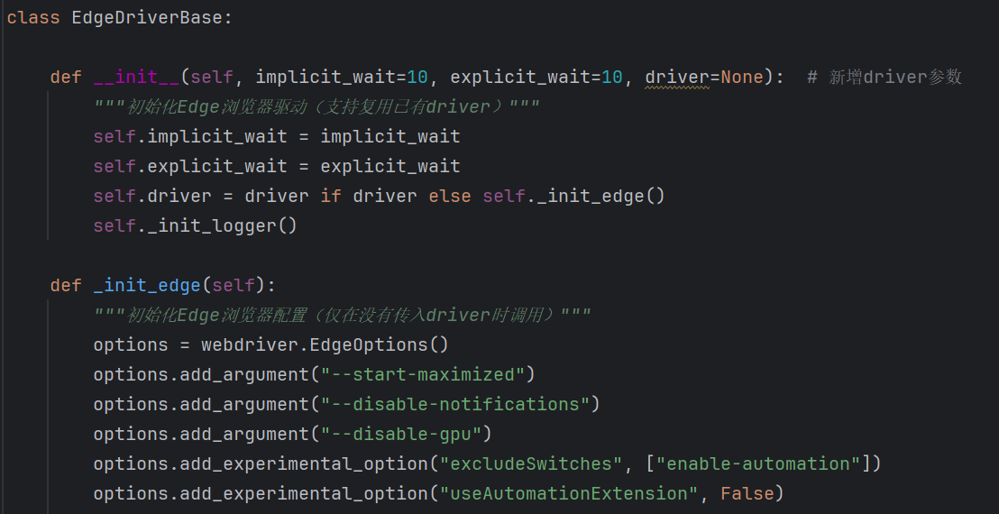 class EdgeDriverBase:
def __init__(self, implicit_wait=10, explicit_wait=10, driver=None):  # 新增driver参数
"""初始化Edge浏览器驱动（支持复用已有driver）"""
self.implicit_wait = implicit_wait
self.explicit_wait = explicit_wait
self.driver = driver if driver else self._init_edge()
self._init_logger()
def _init_edge(self):
"""初始化Edge浏览器配置（仅在没有传入driver时调用）"""
options = webdriver.EdgeOptions()
options.add_argument("--start-maximized")
options.add_argument("--disable-notifications")
options.add_argument("--disable-gpu")
options.add_experimental_option("excludeSwitches", ["enable-automation"])
options.add_experimental_option("useAutomationExtension", False)